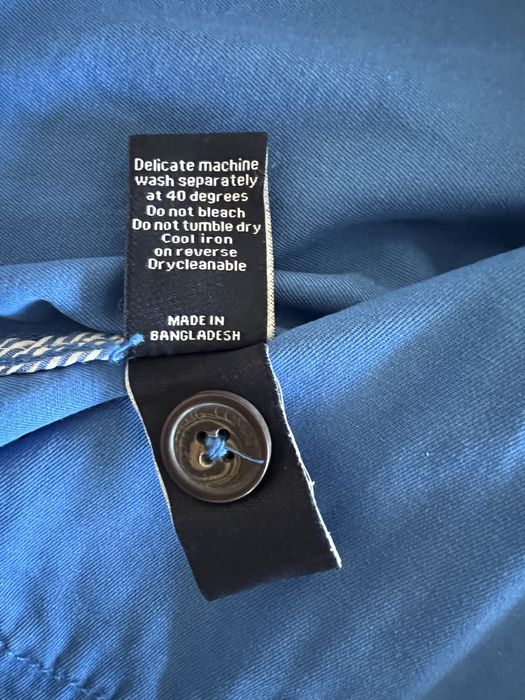 Delicate machine
wash separately
at 40 degrees
Do not bleach
Do not tumble dry
Cool iron
on reverse
Drycleanable
MADE IN
BANGLADESH